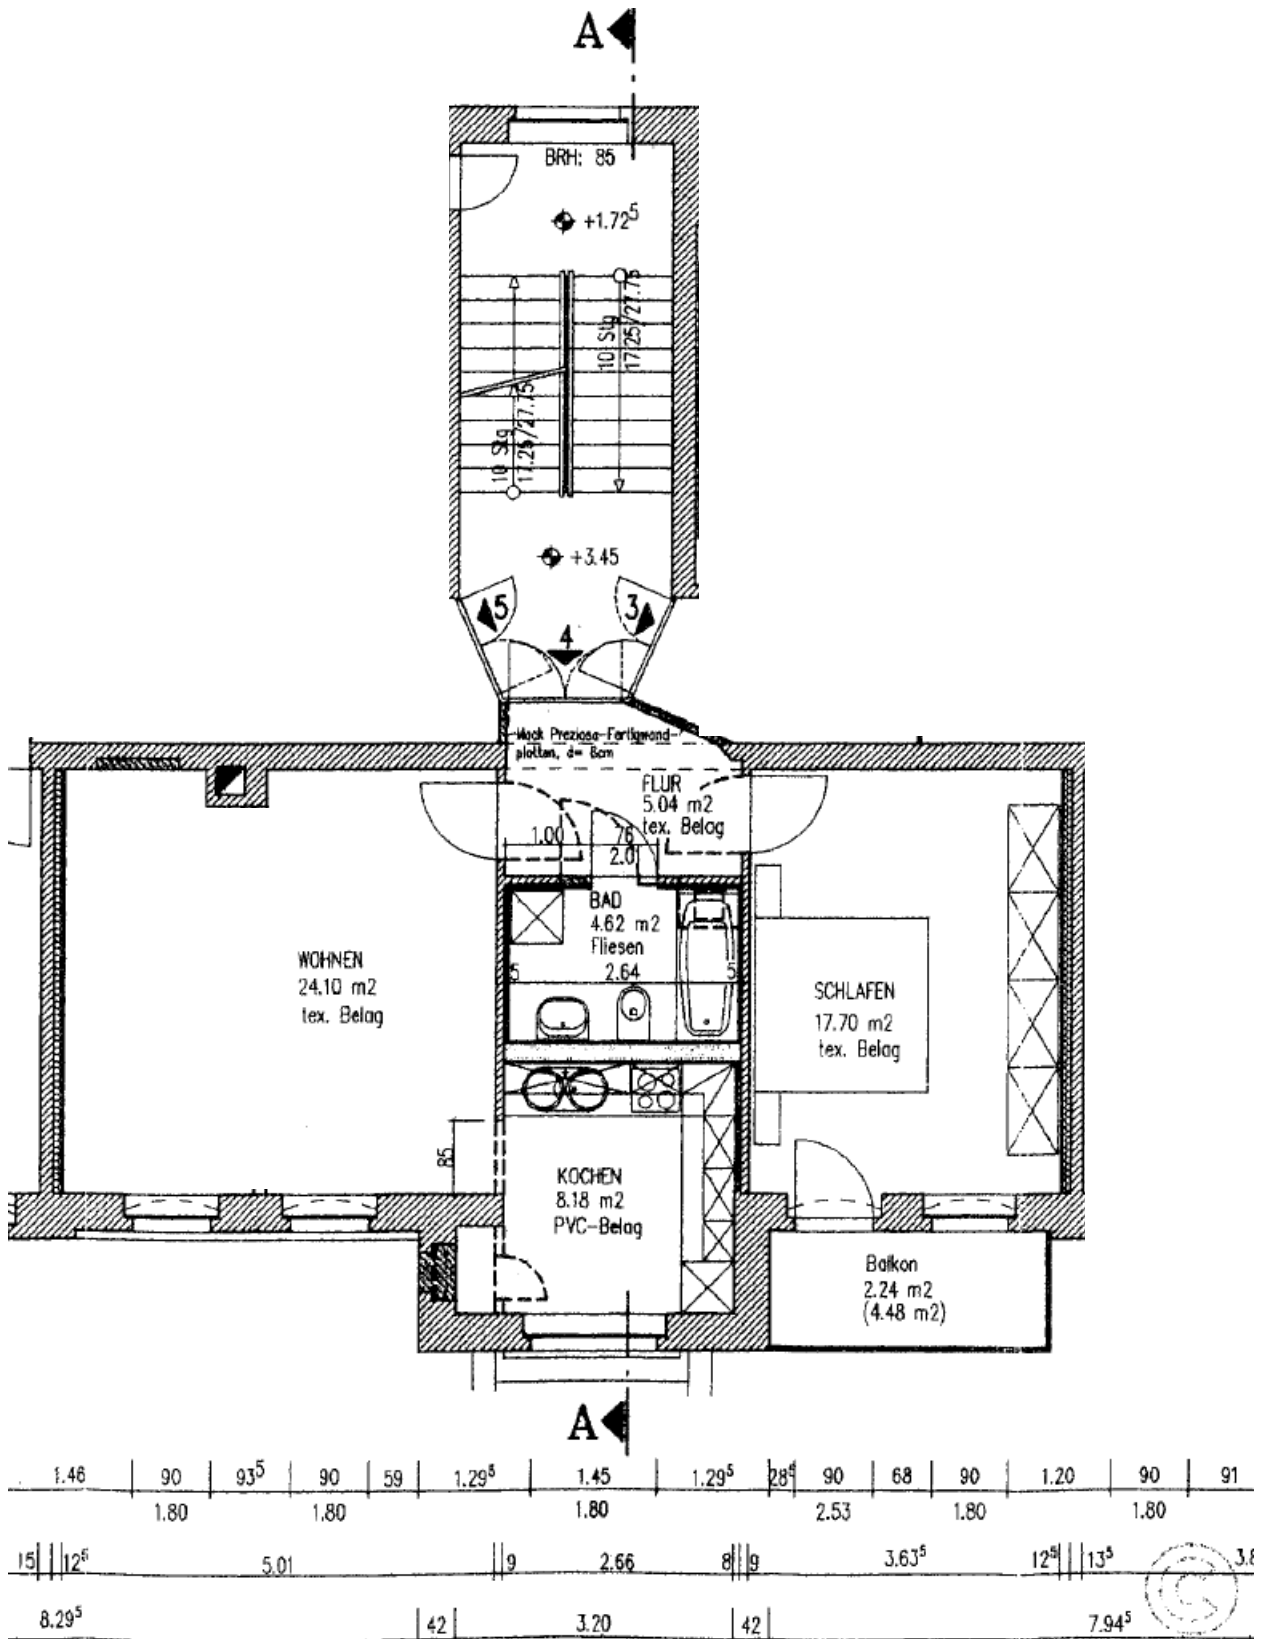 A
BRH: 85
+1.72⁵
10 Stg
17.25/27.75
10 Stg
17.25/27.75
+3.45
5
3
4
Wack Preziosa-Fertigwand-
platten, d= 8cm
FLUR
5.04 m2
tex. Belag
1.00
76
2.0
BAD
4.62 m2
Fliesen
5
2.64
5
WOHNEN
24.10 m2
tex. Belag
SCHLAFEN
17.70 m2
tex. Belag
85
KOCHEN
8.18 m2
PVC-Belag
Balkon
2.24 m2
(4.48 m2)
A
1.46 90 93⁵ 90 59 1.29⁵ 1.45 1.29⁵ 28⁵ 90 68 90 1.20 90 91
1.80 1.80 1.80 2.53 1.80 1.80
15 12⁵ 5.01 9 2.66 8 9 3.63⁵ 12⁵ 13⁵
8.29⁵ 42 3.20 42 7.94⁵